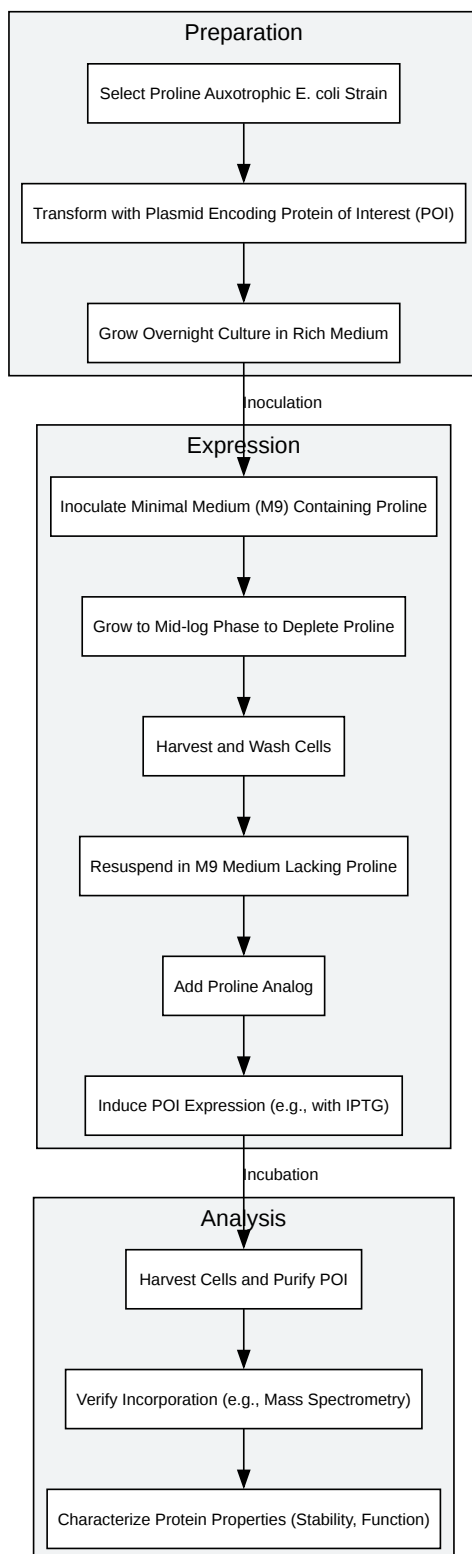 Preparation
Select Proline Auxotrophic E. coli Strain
Transform with Plasmid Encoding Protein of Interest (POI)
Grow Overnight Culture in Rich Medium
Inoculation
Expression
Inoculate Minimal Medium (M9) Containing Proline
Grow to Mid-log Phase to Deplete Proline
Harvest and Wash Cells
Resuspend in M9 Medium Lacking Proline
Add Proline Analog
Induce POI Expression (e.g., with IPTG)
Incubation
Analysis
Harvest Cells and Purify POI
Verify Incorporation (e.g., Mass Spectrometry)
Characterize Protein Properties (Stability, Function)